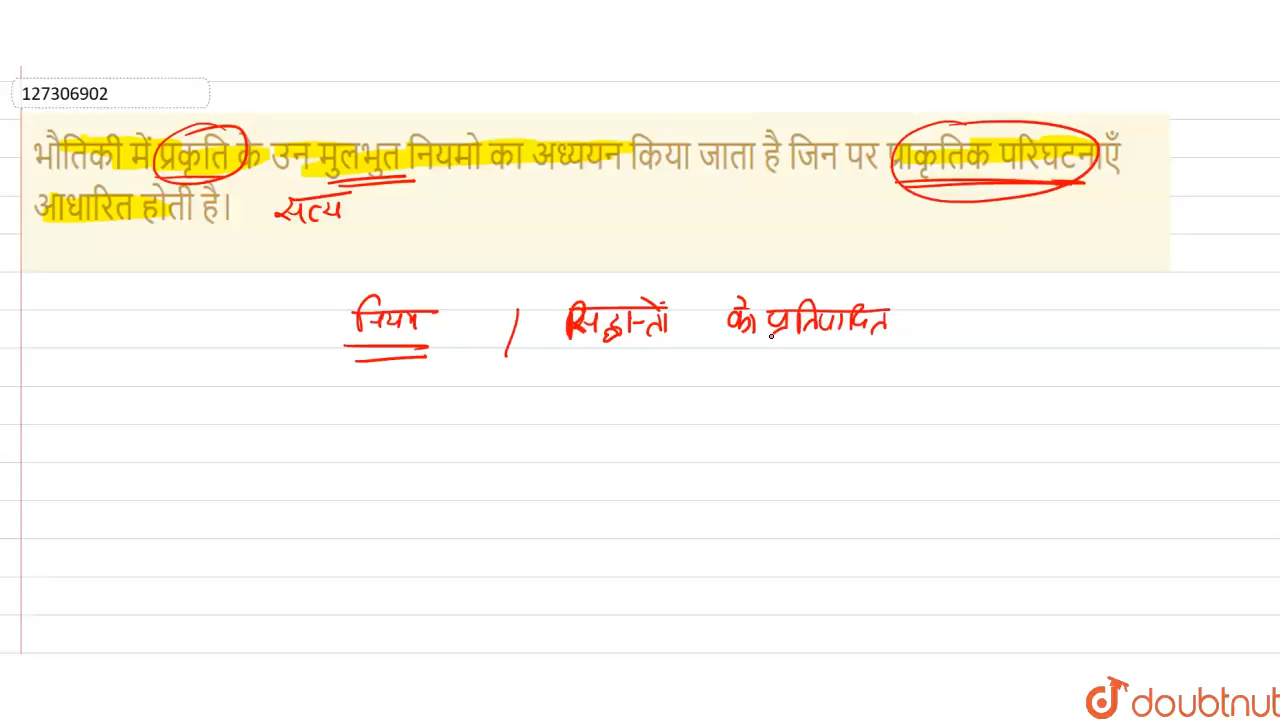 127306902
भौतिकी में प्रकृति के उन मुलभुत नियमो का अध्ययन किया जाता है जिन पर प्राकृतिक परिघटनाएँ
आधारित होती है।
सत्य
नियम / सिद्धान्तों को प्रतिपादित
doubtnut